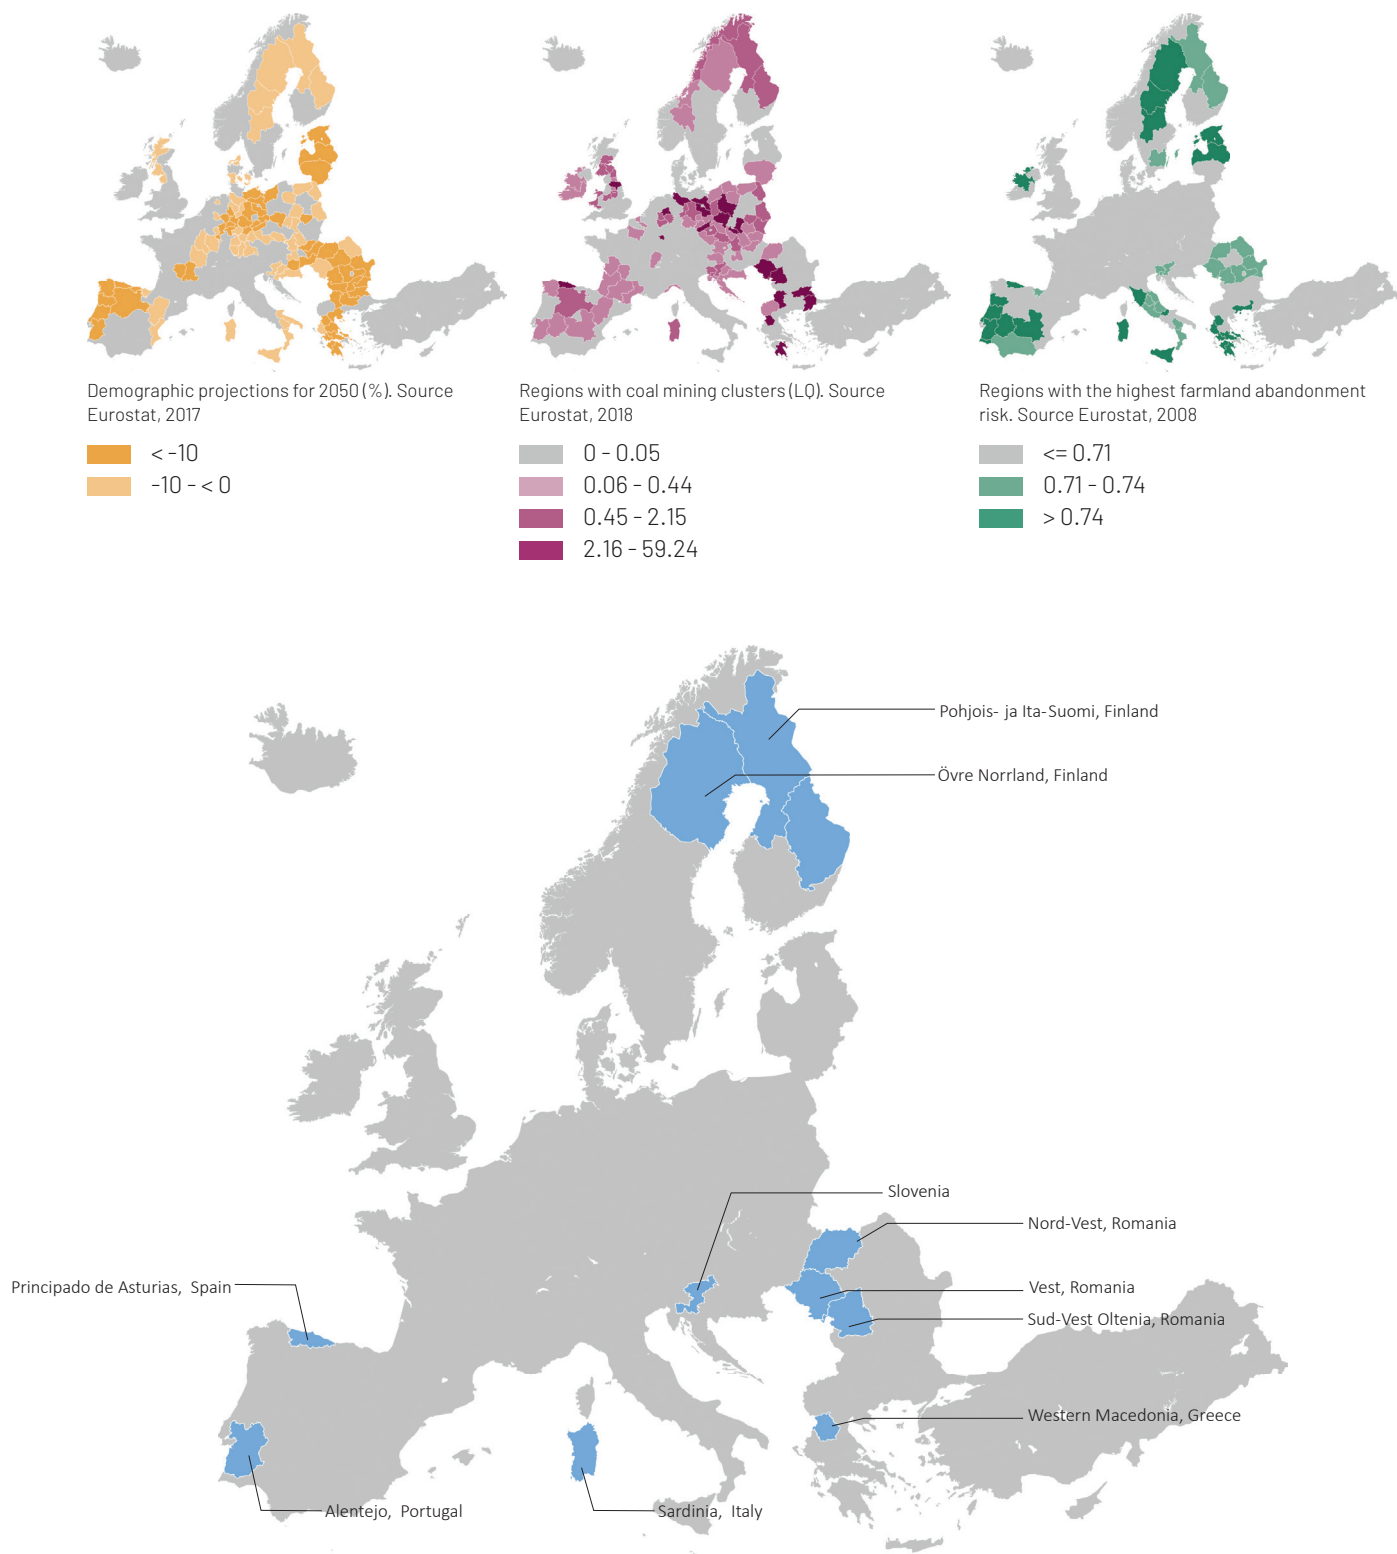 Demographic projections for 2050 (%). Source
Eurostat, 2017
< -10
-10 - < 0
Regions with coal mining clusters (LQ). Source
Eurostat, 2018
0 - 0.05
0.06 - 0.44
0.45 - 2.15
2.16 - 59.24
Regions with the highest farmland abandonment
risk. Source Eurostat, 2008
<= 0.71
0.71 - 0.74
> 0.74
Pohjois- ja Ita-Suomi, Finland
Övre Norrland, Finland
Slovenia
Nord-Vest, Romania
Principado de Asturias, Spain
Vest, Romania
Sud-Vest Oltenia, Romania
Western Macedonia, Greece
Alentejo, Portugal
Sardinia, Italy